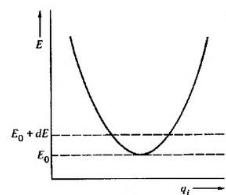 E
E₀ + dE
E₀
qᵢ